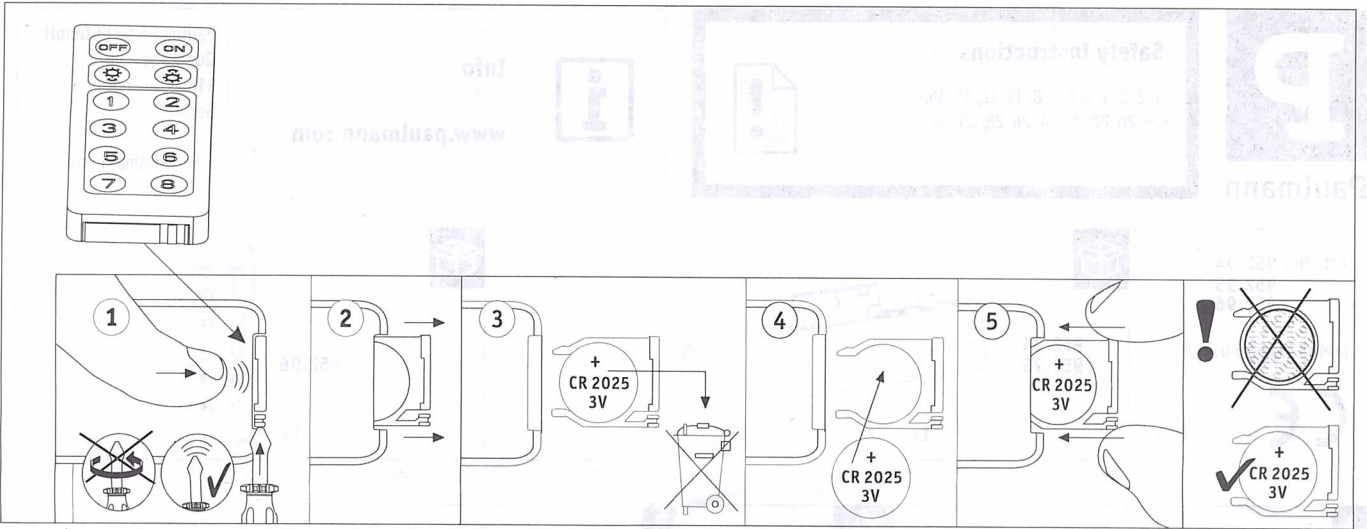 OFF ON
1 2
3 4
5 6
7 8
Safety Instructions
Info
www.paulmann.com
Paulmann
1
2
3
+
CR 2025
3V
4
+
CR 2025
3V
5
+
CR 2025
3V
!
+
CR 2025
3V